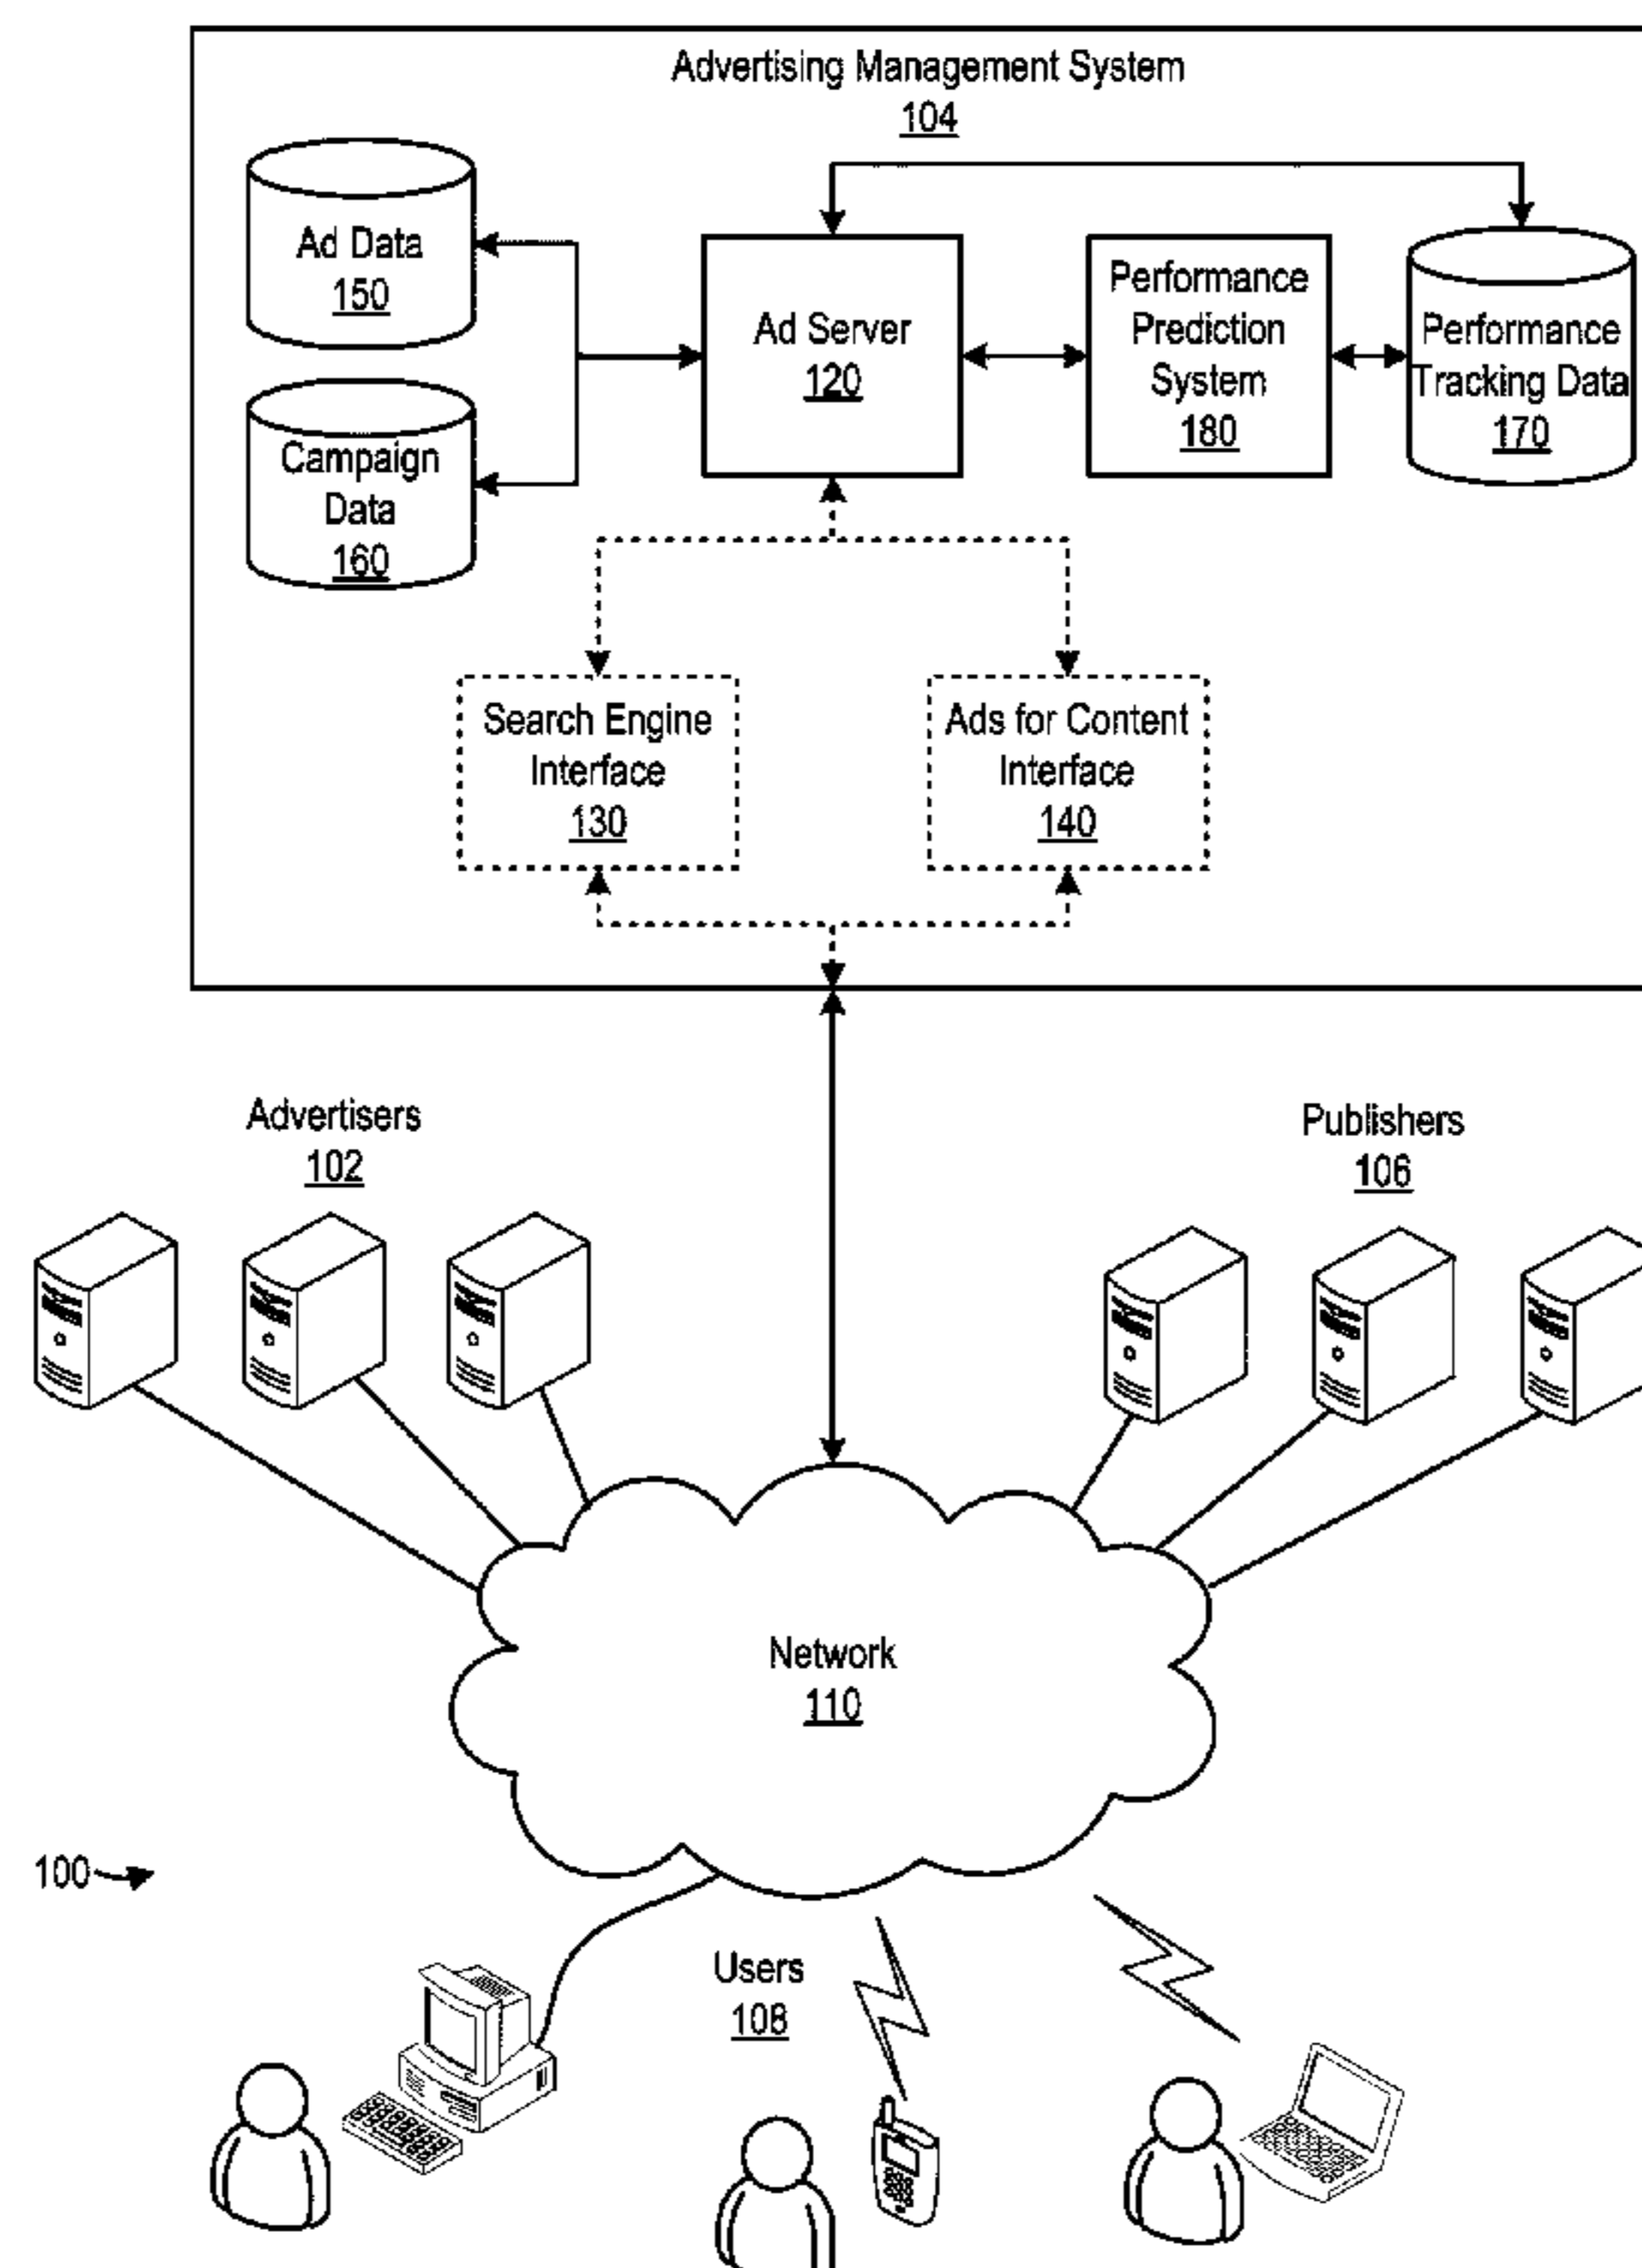 Advertising Management System
104
Ad Data
150
Campaign
Data
160
Ad Server
120
Performance
Prediction
System
180
Performance
Tracking Data
170
Search Engine
Interface
130
Ads for Content
Interface
140
Advertisers
102
Publishers
106
Network
110
100
Users
108